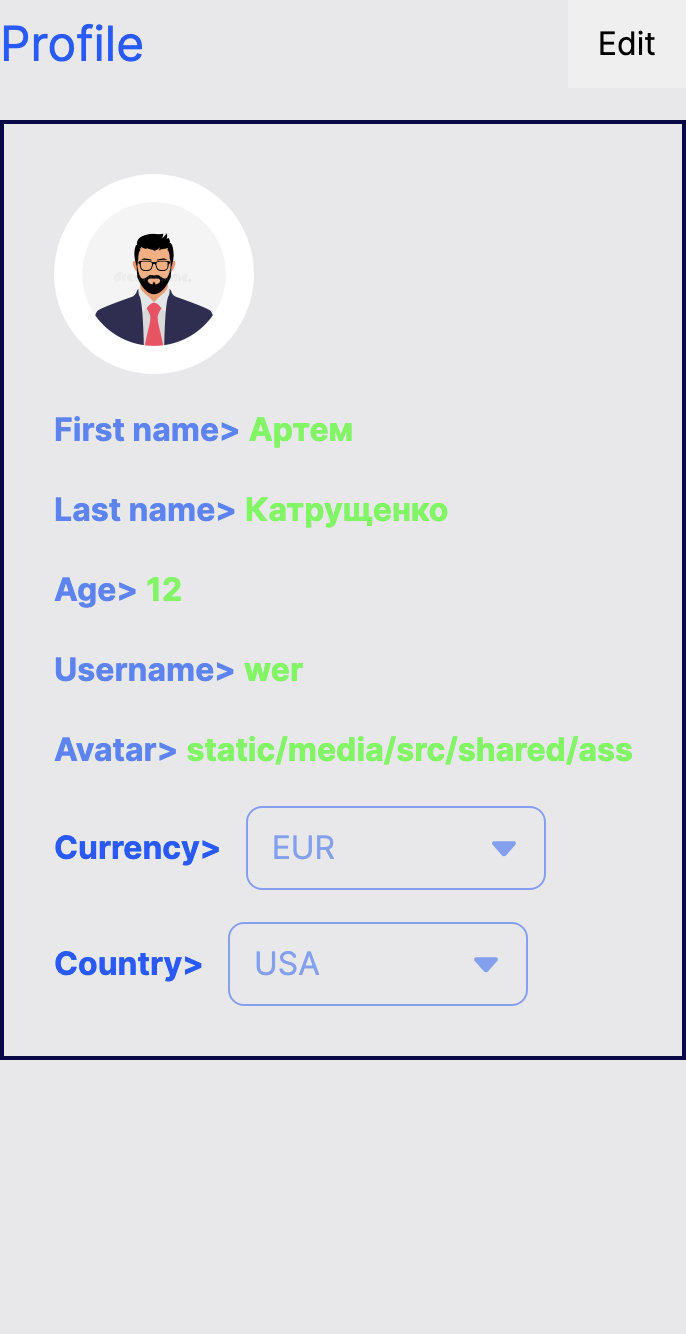 Profile
Edit
First name> Артем
Last name> Катрущенко
Age> 12
Username> wer
Avatar> static/media/src/shared/ass
Currency> EUR
Country> USA